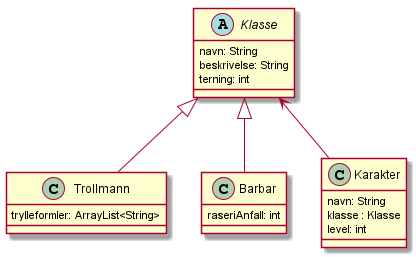 A Klasse
navn: String
beskrivelse: String
terning: int
C Trollmann
trylleformler: ArrayList<String>
C Barbar
raseriAnfall: int
C Karakter
navn: String
klasse : Klasse
level: int